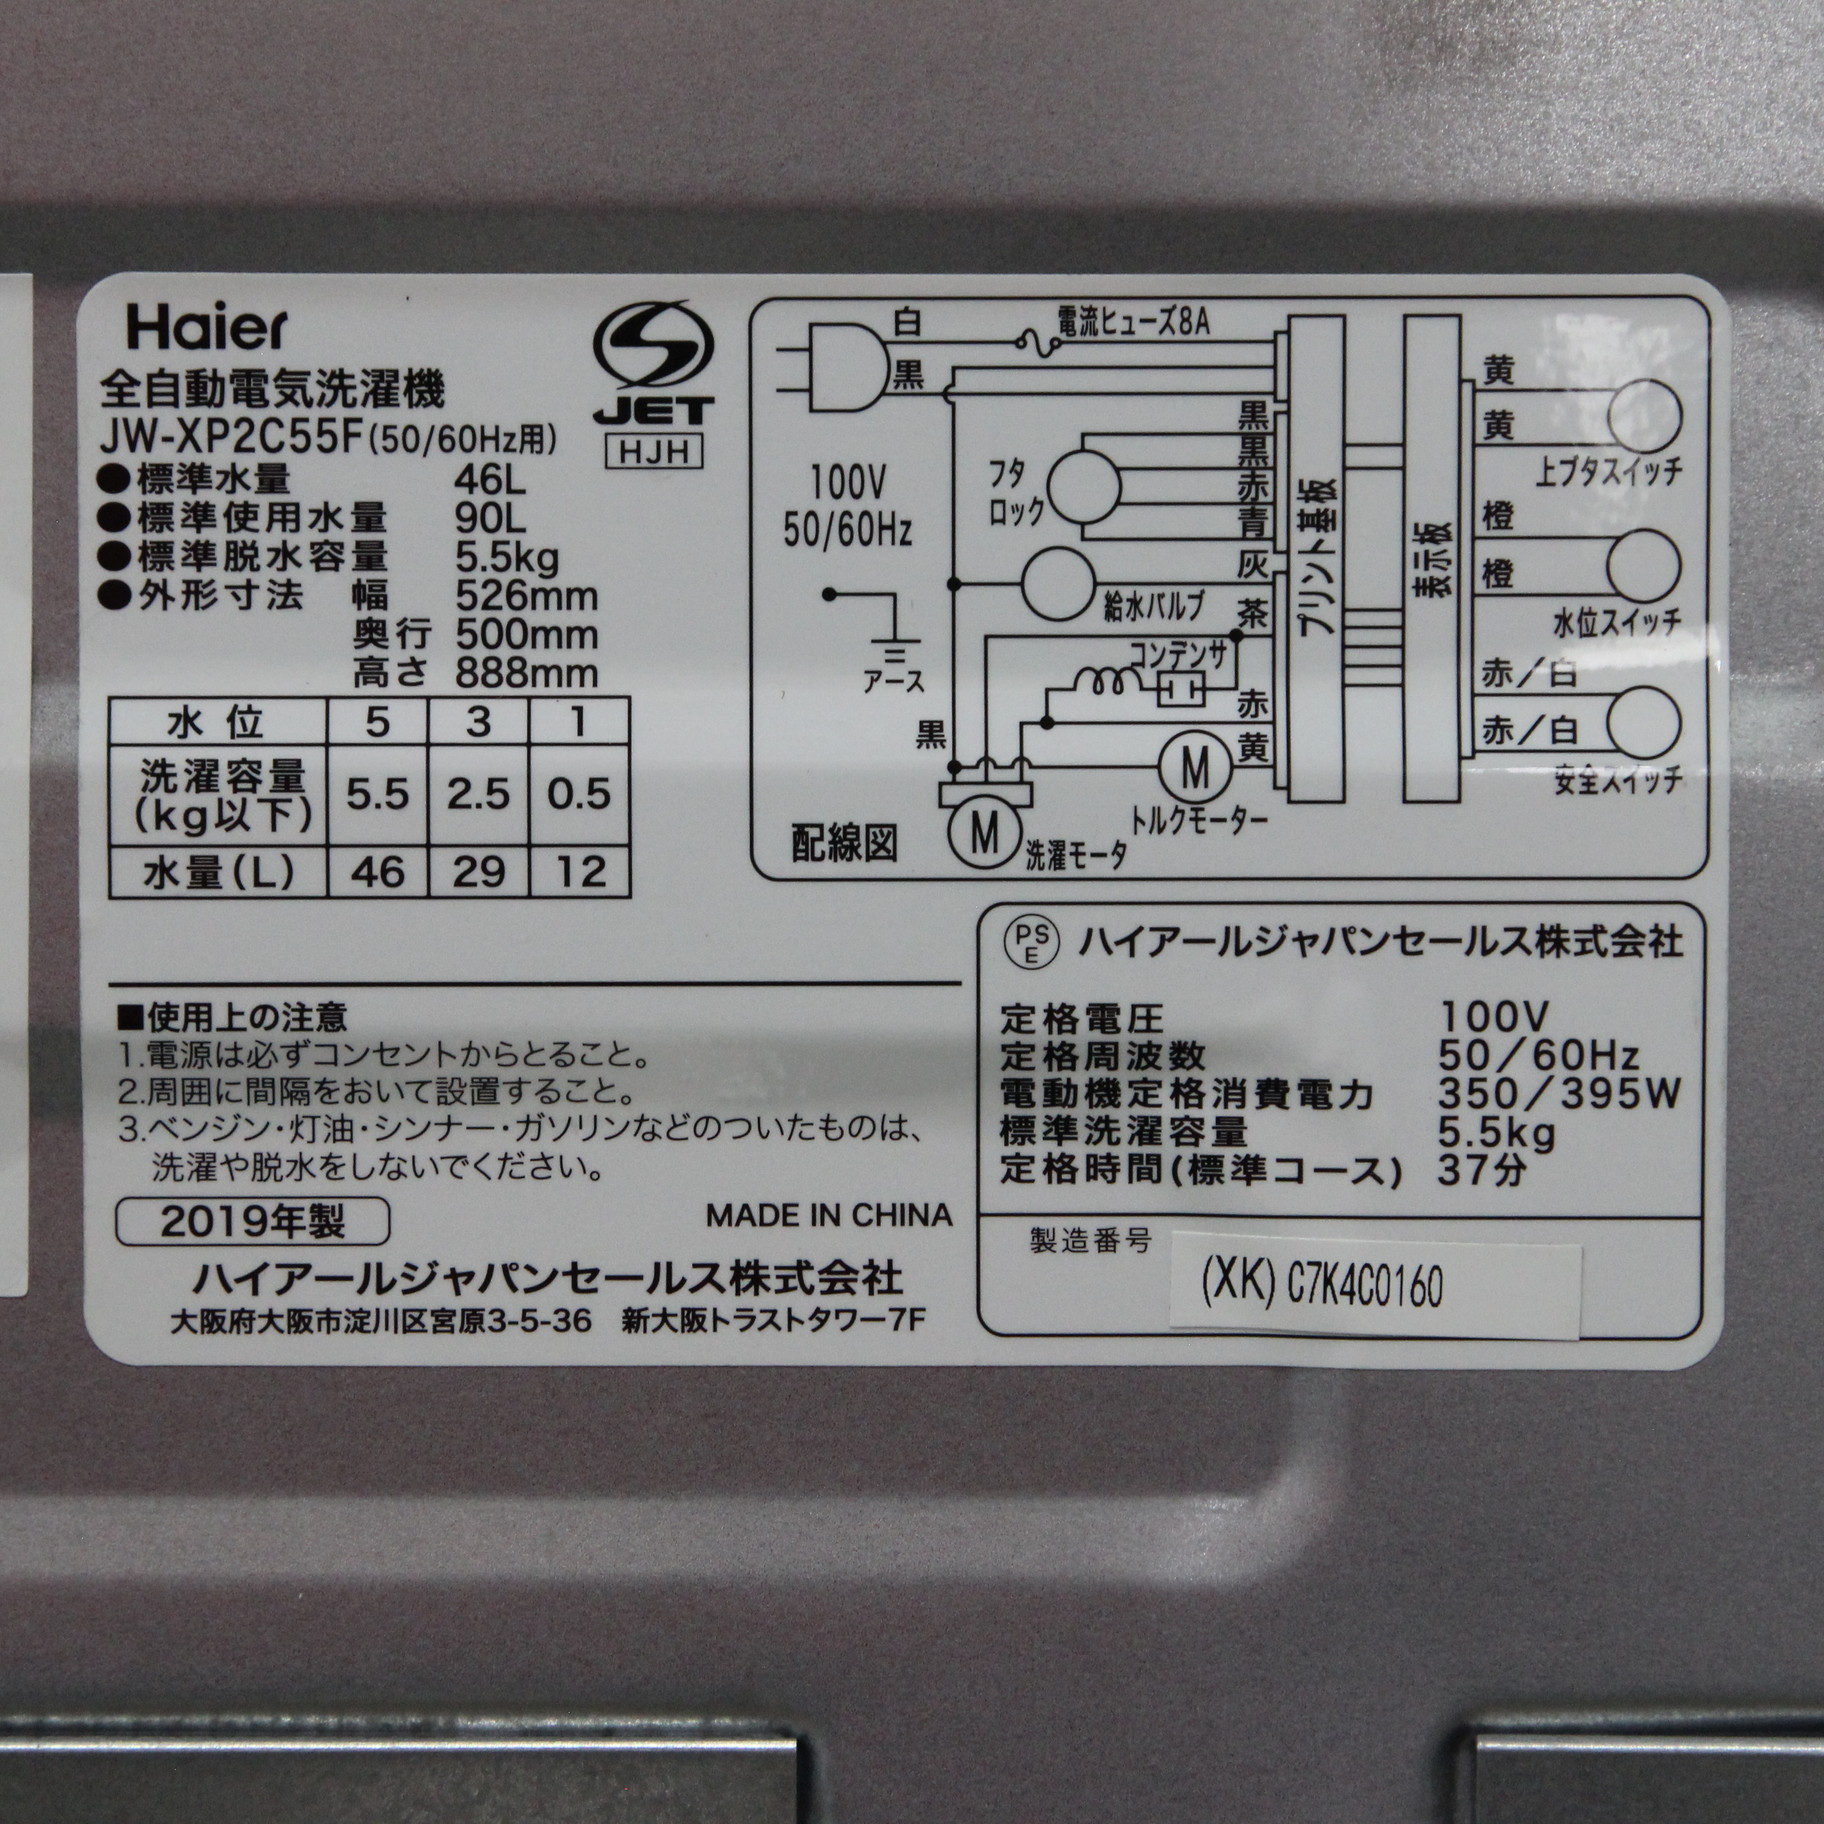 Haier
JET
HJH
全自動電気洗濯機
JW-XP2C55F(50/60Hz用)
●標準水量 46L
●標準使用水量 90L
●標準脱水容量 5.5kg
●外形寸法 幅 526mm
奥行 500mm
高さ 888mm
水位 5 3 1
洗濯容量
(kg以下) 5.5 2.5 0.5
水量(L) 46 29 12
白
電流ヒューズ8A
黒
100V
50/60Hz
アース
フタ
ロック
黒
黒
赤
青
灰
給水バルブ
茶
コンデンサ
赤
黄
黒
M
トルクモーター
M
洗濯モータ
配線図
プリント基板
表示板
黄
黄
上ブタスイッチ
橙
橙
水位スイッチ
赤/白
赤/白
安全スイッチ
■使用上の注意
1.電源は必ずコンセントからとること。
2.周囲に間隔をおいて設置すること。
3.ベンジン・灯油・シンナー・ガソリンなどのついたものは、
洗濯や脱水をしないでください。
2019年製
MADE IN CHINA
ハイアールジャパンセールス株式会社
大阪府大阪市淀川区宮原3-5-36 新大阪トラストタワー7F
PS
E
ハイアールジャパンセールス株式会社
定格電圧 100V
定格周波数 50/60Hz
電動機定格消費電力 350/395W
標準洗濯容量 5.5kg
定格時間(標準コース) 37分
製造番号 (XK) C7K4C0160